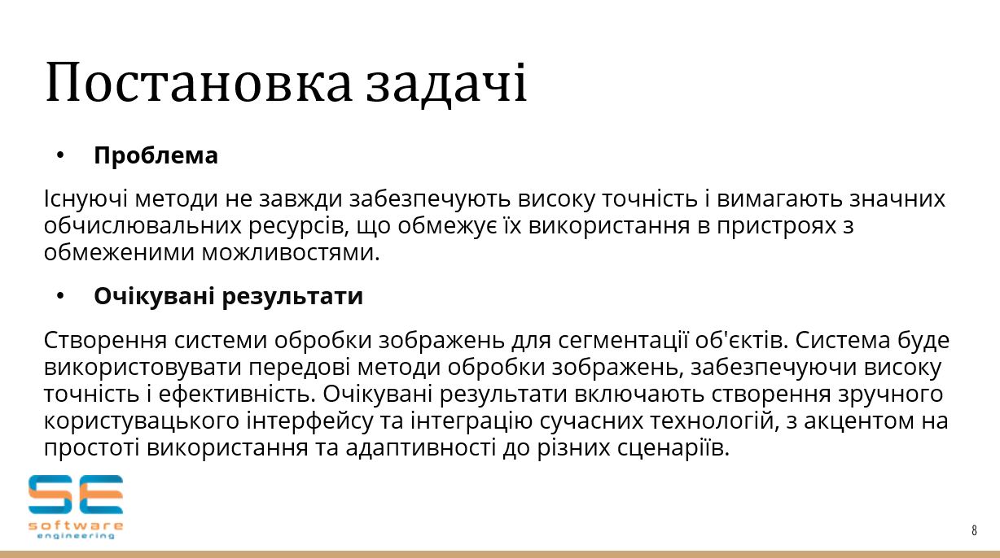 Постановка задачі
• Проблема
Існуючі методи не завжди забезпечують високу точність і вимагають значних
обчислювальних ресурсів, що обмежує їх використання в пристроях з
обмеженими можливостями.
• Очікувані результати
Створення системи обробки зображень для сегментації об'єктів. Система буде
використовувати передові методи обробки зображень, забезпечуючи високу
точність і ефективність. Очікувані результати включають створення зручного
користувацького інтерфейсу та інтеграцію сучасних технологій, з акцентом на
простоті використання та адаптивності до різних сценаріїв.
SE
software
engineering
8